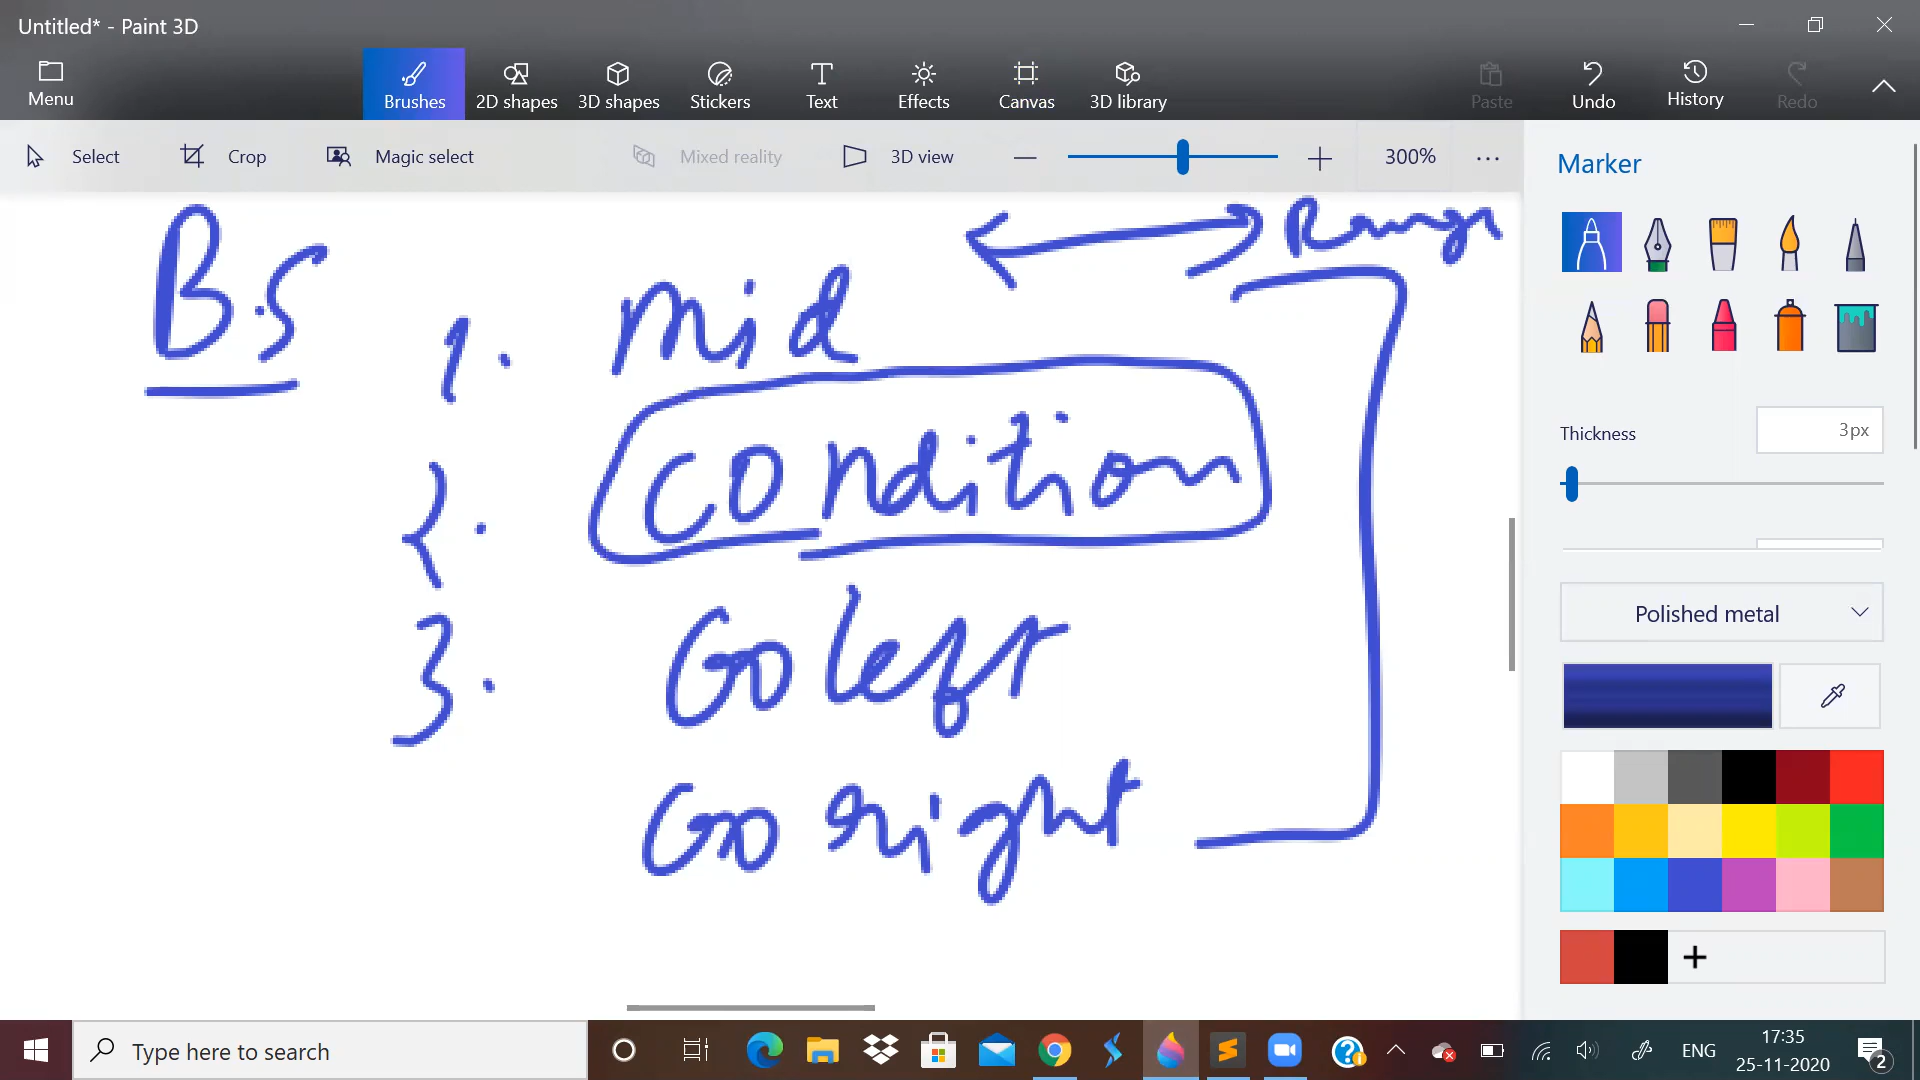 Untitled* - Paint 3D
Menu
Brushes
2D shapes
3D shapes
Stickers
Text
Effects
Canvas
3D library
Paste
Undo
History
Redo
Select
Crop
Magic select
Mixed reality
3D view
300%
Marker
Thickness
3px
Polished metal
B.S
Range
1. Mid
2. Condition
3. Go left
Go right
Type here to search
ENG
17:35
25-11-2020
2